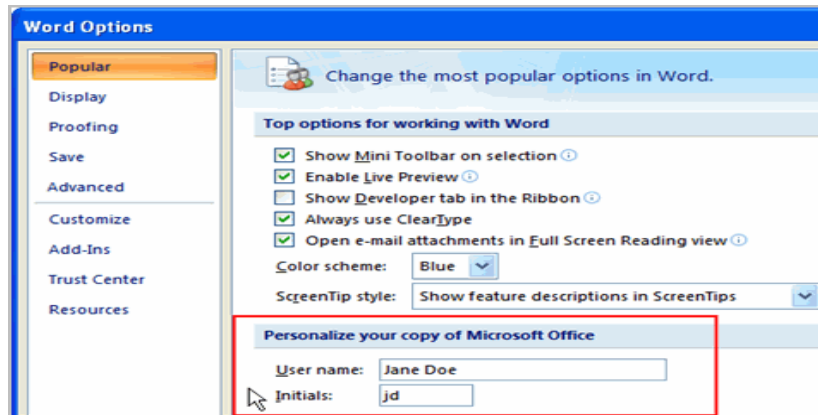 Word Options
Popular
Display
Proofing
Save
Advanced
Customize
Add-Ins
Trust Center
Resources
Change the most popular options in Word.
Top options for working with Word
Show Mini Toolbar on selection
Enable Live Preview
Show Developer tab in the Ribbon
Always use ClearType
Open e-mail attachments in Full Screen Reading view
Color scheme: Blue
ScreenTip style: Show feature descriptions in ScreenTips
Personalize your copy of Microsoft Office
User name: Jane Doe
Initials: jd